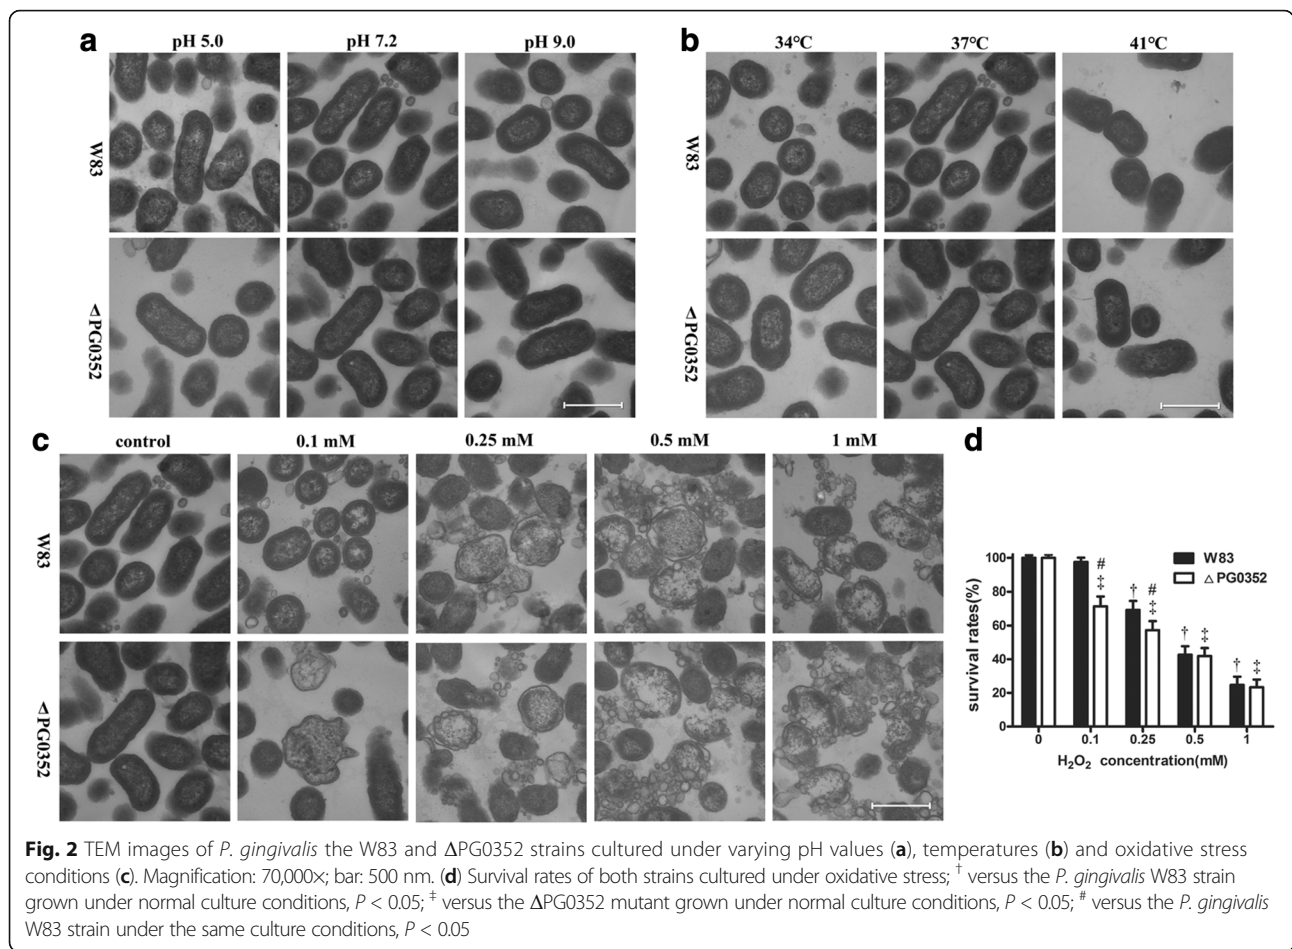 a
pH 5.0 pH 7.2 pH 9.0
W83
ΔPG0352
b
34ºC 37ºC 41ºC
W83
ΔPG0352
c
control 0.1 mM 0.25 mM 0.5 mM 1 mM
W83
ΔPG0352
d
survival rates(%)
100
80
60
40
20
0
W83
△PG0352
#
‡
†
#
‡
†
‡
†
‡
0 0.1 0.25 0.5 1
H₂O₂ concentration(mM)
Fig. 2 TEM images of P. gingivalis the W83 and ΔPG0352 strains cultured under varying pH values (a), temperatures (b) and oxidative stress
conditions (c). Magnification: 70,000×; bar: 500 nm. (d) Survival rates of both strains cultured under oxidative stress; † versus the P. gingivalis W83 strain
grown under normal culture conditions, P < 0.05; ‡ versus the ΔPG0352 mutant grown under normal culture conditions, P < 0.05; # versus the P. gingivalis
W83 strain under the same culture conditions, P < 0.05